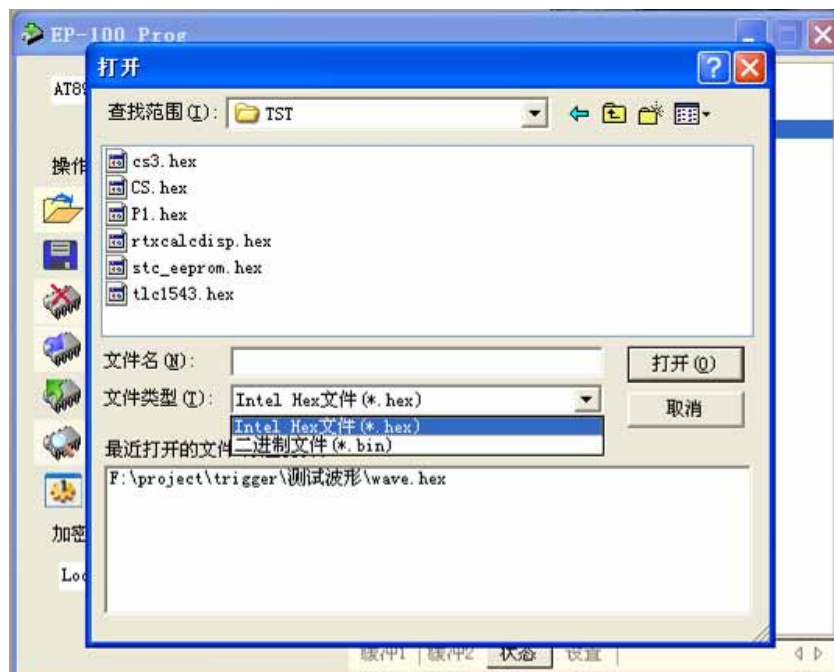 EP-100 Prog
打开
AT89
查找范围(I): TST
操作
cs3.hex
CS.hex
P1.hex
rtxcalcdisp.hex
stc_eeprom.hex
tlc1543.hex
文件名(N):
打开(O)
文件类型(T): Intel Hex文件(*.hex)
取消
Intel Hex文件(*.hex)
二进制文件(*.bin)
最近打开的文件
F:\project\trigger\测试波形\wave.hex
加密
Loc
缓冲1 缓冲2 状态 设置